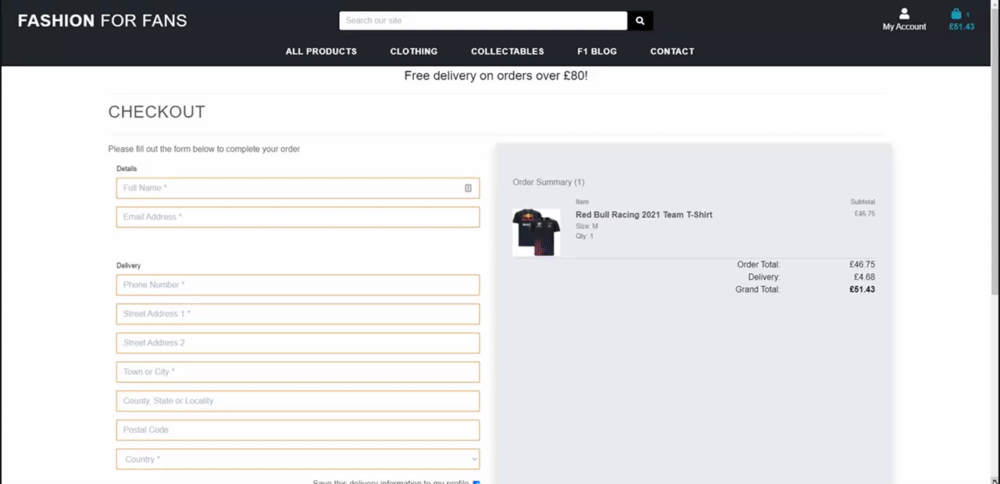 FASHION FOR FANS
Search our site
My Account
1
£51.43
ALL PRODUCTS CLOTHING COLLECTABLES F1 BLOG CONTACT
Free delivery on orders over £80!
CHECKOUT
Please fill out the form below to complete your order
Details
Full Name *
Email Address *
Delivery
Phone Number *
Street Address 1 *
Street Address 2
Town or City *
County, State or Locality
Postal Code
Country *
Save this delivery information to my profile
Order Summary (1)
Item Subtotal
Red Bull Racing 2021 Team T-Shirt £46.75
Size: M
Qty: 1
Order Total: £46.75
Delivery: £4.68
Grand Total: £51.43